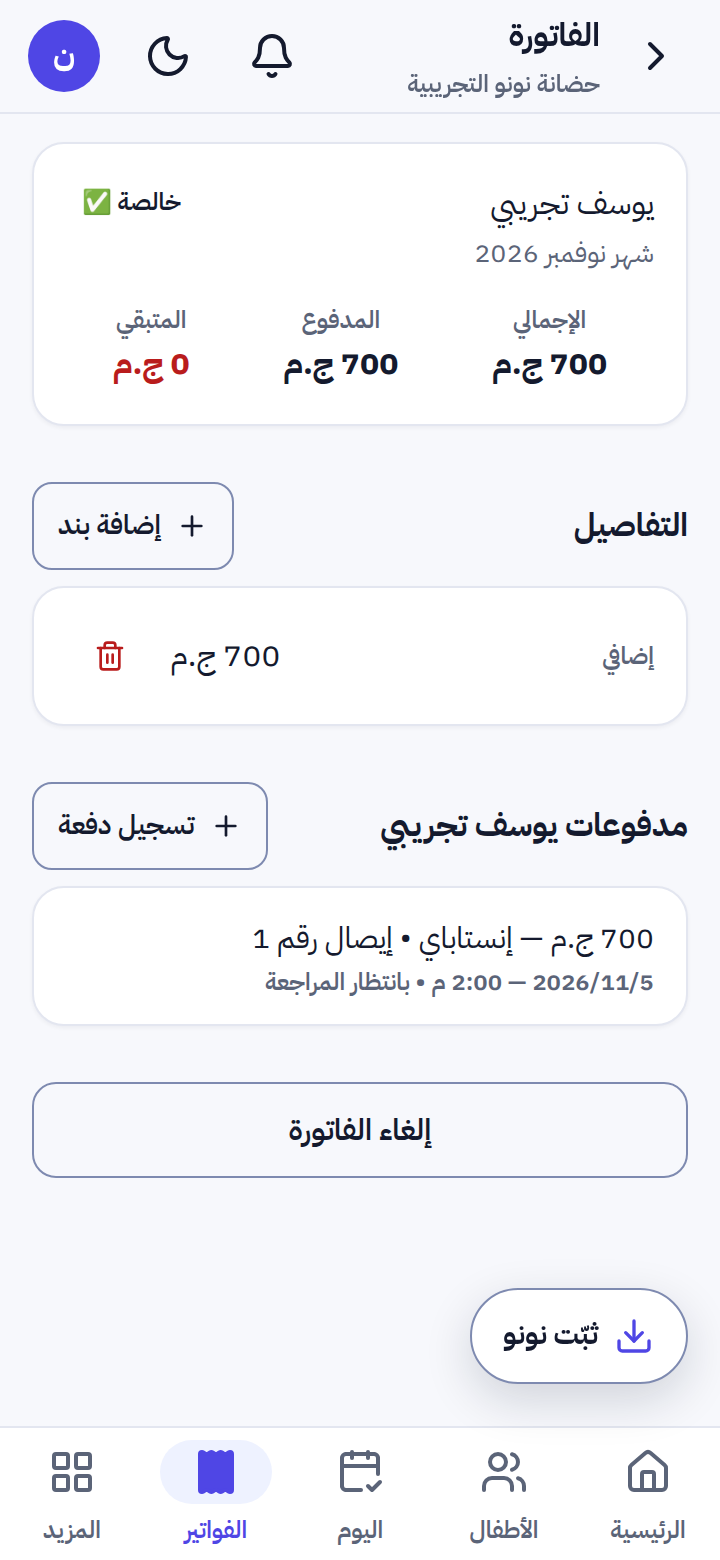 الفاتورة
حضانة نونو التجريبية
ن
يوسف تجريبي
خالصة ✅
شهر نوفمبر 2026
الإجمالي
المدفوع
المتبقي
700 ج.م
700 ج.م
0 ج.م
التفاصيل
إضافة بند
إضافي
700 ج.م
مدفوعات يوسف تجريبي
تسجيل دفعة
700 ج.م — إنستاباي • إيصال رقم 1
2026/11/5 — 2:00 م • بانتظار المراجعة
إلغاء الفاتورة
ثبّت نونو
الرئيسية
الأطفال
اليوم
الفواتير
المزيد